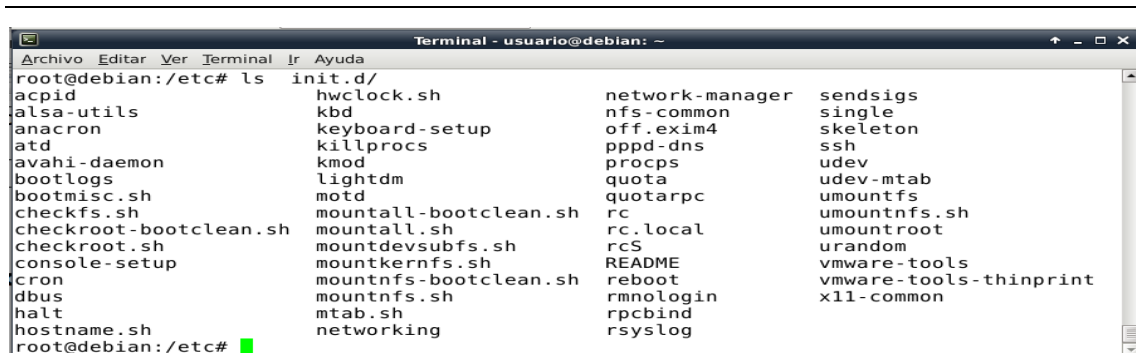 Terminal - usuario@debian: ~
Archivo Editar Ver Terminal Ir Ayuda
root@debian:/etc# ls  init.d/
acpid hwclock.sh network-manager sendsigs
alsa-utils kbd nfs-common single
anacron keyboard-setup off.exim4 skeleton
atd killprocs pppd-dns ssh
avahi-daemon kmod procps udev
bootlogs lightdm quota udev-mtab
bootmisc.sh motd quotarpc umountfs
checkfs.sh mountall-bootclean.sh rc umountnfs.sh
checkroot-bootclean.sh mountall.sh rc.local umountroot
checkroot.sh mountdevsubfs.sh rcS urandom
console-setup mountkernfs.sh README vmware-tools
cron mountnfs-bootclean.sh reboot vmware-tools-thinprint
dbus mountnfs.sh rmnologin x11-common
halt mtab.sh rpcbind
hostname.sh networking rsyslog
root@debian:/etc#